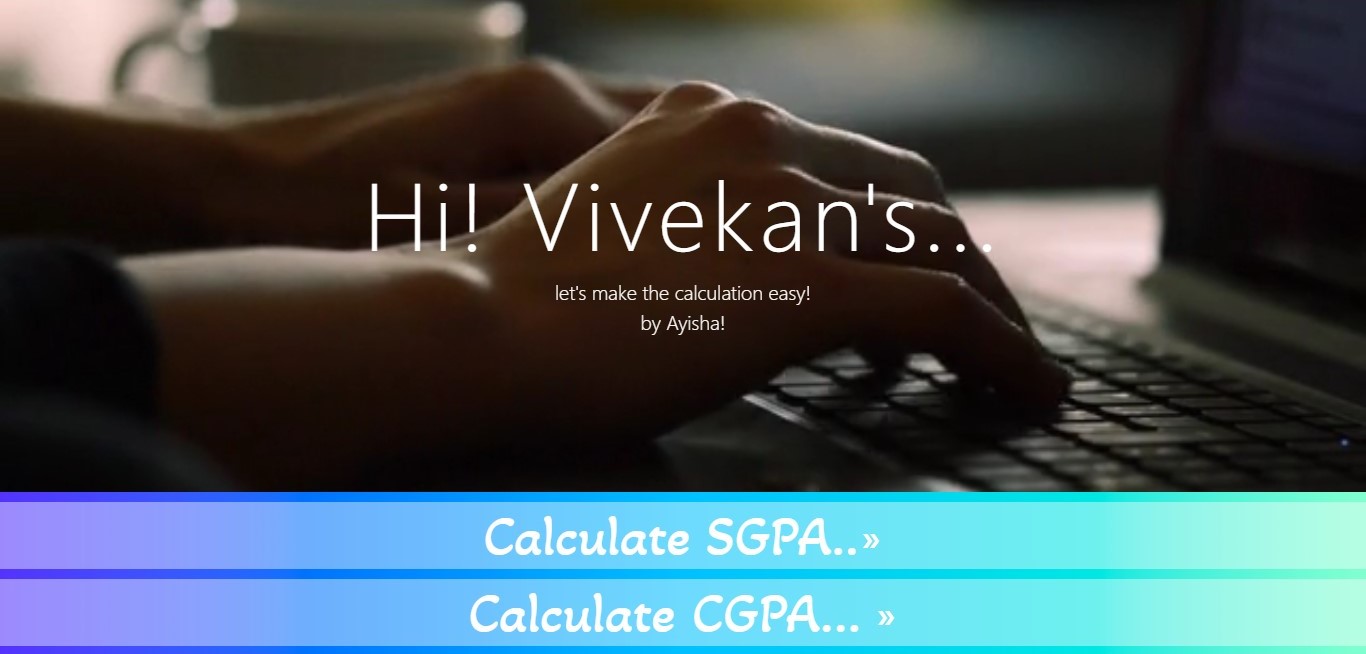 Hi! Vivekan's...
let's make the calculation easy!
by Ayisha!
Calculate SGPA..»
Calculate CGPA... »